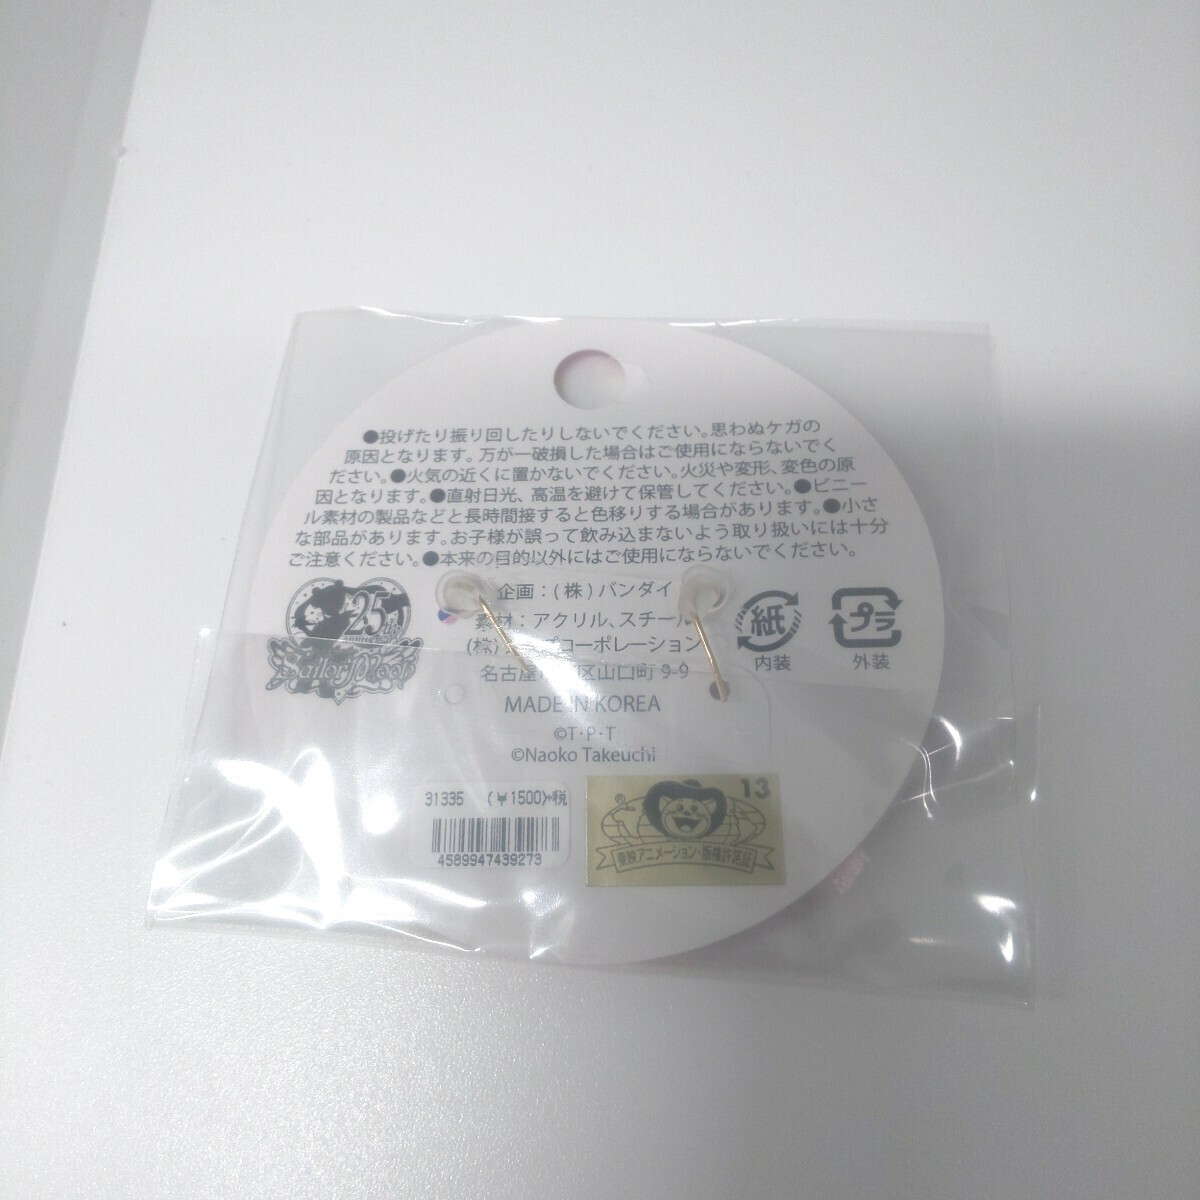 ●投げたり振り回したりしないでください。思わぬケガの
原因となります。万が一破損した場合はご使用にならないでく
ださい。●火気の近くに置かないでください。火災や変形、変色の原
因となります。●直射日光、高温を避けて保管してください。●ビニー
ル素材の製品などと長時間接すると色移りする場合があります。●小さ
な部品があります。お子様が誤って飲み込まないよう取り扱いには十分
ご注意ください。●本来の目的以外にはご使用にならないでください。
企画：(株)バンダイ
素材：アクリル、スチール
(株) プコーポレーション
名古屋 区山口町 9-9
MADE IN KOREA
©T・P・T
©Naoko Takeuchi
25th
Sailor Moon
紙
内装
プラ
外装
31335 (¥1500)+税
4589947439273
13
東映アニメーション・版権許諾証